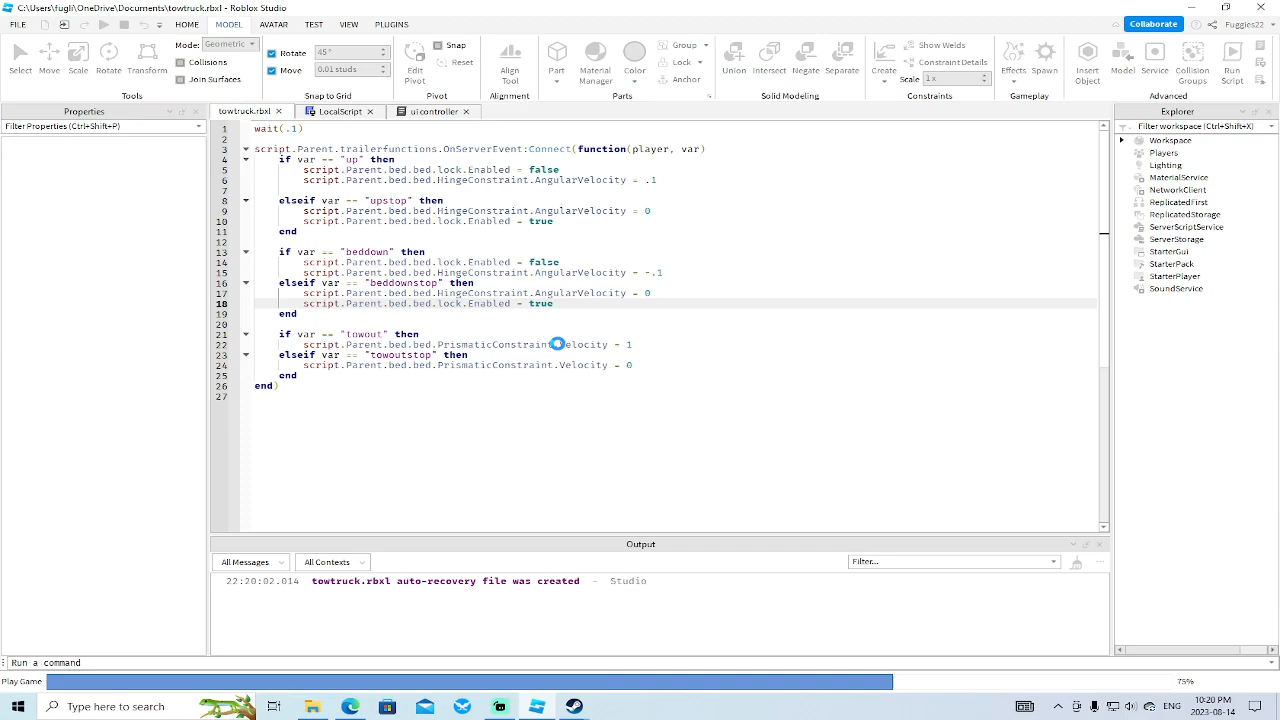 C:\Users\fugli\OneDrive\Documents\towtruck.rbxl - Roblox Studio
FILE HOME MODEL AVATAR TEST VIEW PLUGINS Collaborate Fuggies22
Select Move Scale Rotate Transform
Mode: Geometric
Collisions
Join Surfaces
Tools
Rotate 45°
Move 0.01 studs
Snap to Grid
Edit Pivot
Snap
Reset
Pivot
Align Tool
Alignment
Part Material Manager Color
Group
Lock
Anchor
Parts
Union Intersect Negate Separate
Solid Modeling
Create
Show Welds
Constraint Details
Scale 1 x
Constraints
Effects Spawn
Gameplay
Insert Object Model Service Collision Groups Run Script
Advanced
Properties
Filter Properties (Ctrl+Shift+P)
towtruck.rbxl LocalScript ui controller
1 wait(.1)
2
3 script.Parent.trailerfunctions.OnServerEvent:Connect(function(player, var)
4 if var == "up" then
5 script.Parent.bed.bed.lock.Enabled = false
6 script.Parent.bed.bed.HingeConstraint.AngularVelocity = .1
7
8 elseif var == "upstop" then
9 script.Parent.bed.bed.HingeConstraint.AngularVelocity = 0
10 script.Parent.bed.bed.lock.Enabled = true
11 end
12
13 if var == "beddown" then
14 script.Parent.bed.bed.lock.Enabled = false
15 script.Parent.bed.bed.HingeConstraint.AngularVelocity = -.1
16 elseif var == "beddownstop" then
17 script.Parent.bed.bed.HingeConstraint.AngularVelocity = 0
18 script.Parent.bed.bed.lock.Enabled = true
19 end
20
21 if var == "towout" then
22 script.Parent.bed.bed.PrismaticConstraint.Velocity = 1
23 elseif var == "towoutstop" then
24 script.Parent.bed.bed.PrismaticConstraint.Velocity = 0
25 end
26 end)
27
Explorer
Filter workspace (Ctrl+Shift+X)
Workspace
Players
Lighting
MaterialService
NetworkClient
ReplicatedFirst
ReplicatedStorage
ServerScriptService
ServerStorage
StarterGui
StarterPack
StarterPlayer
SoundService
Output
All Messages All Contexts Filter...
22:20:02.014 towtruck.rbxl auto-recovery file was created - Studio
Run a command
Play Game 75%
Type here to search
ENG 10:20 PM
2023-08-14